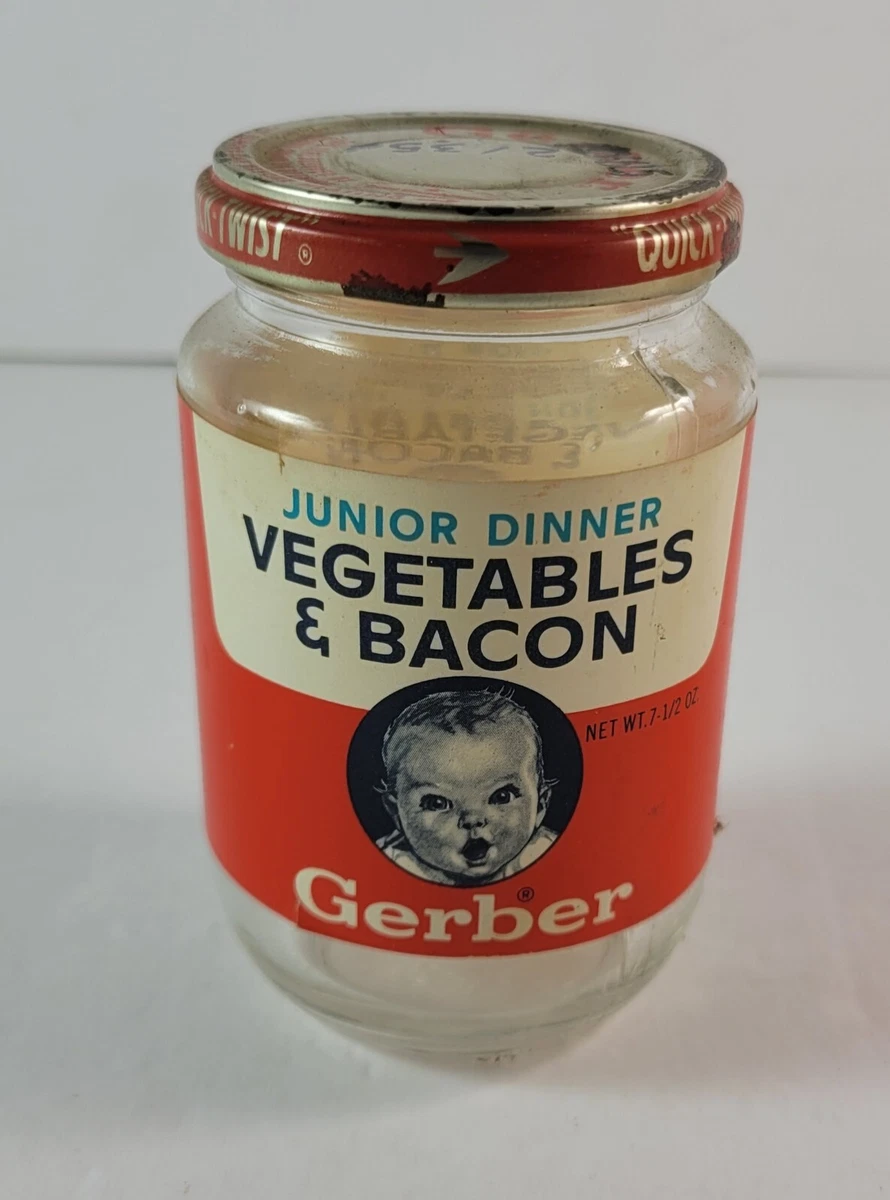 TWIST" ®
"QUICK
JUNIOR DINNER
VEGETABLES
& BACON
NET WT. 7-1/2 OZ.
Gerber®